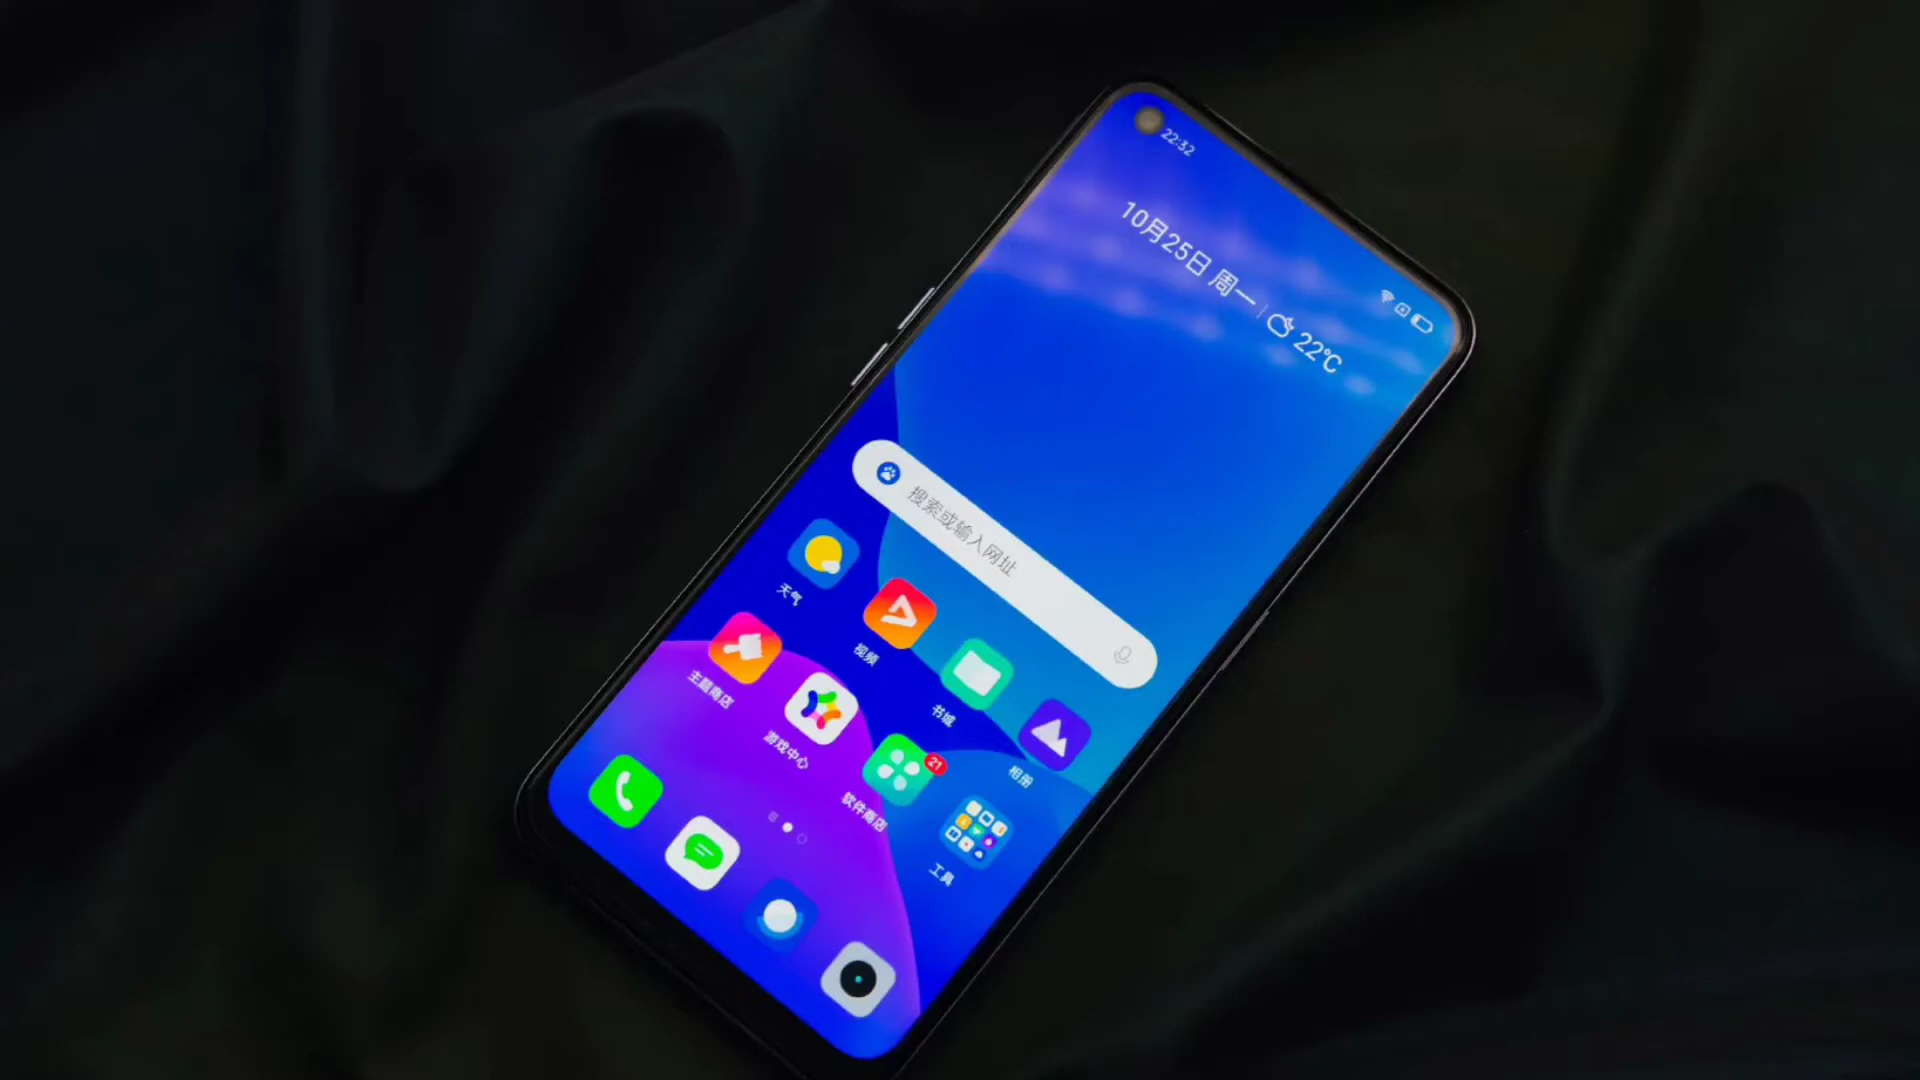 22:32
10月25日 周一 | 22℃
搜索或输入网址
天气
视频
书城
相册
主题商店
游戏中心
21
软件商店
工具